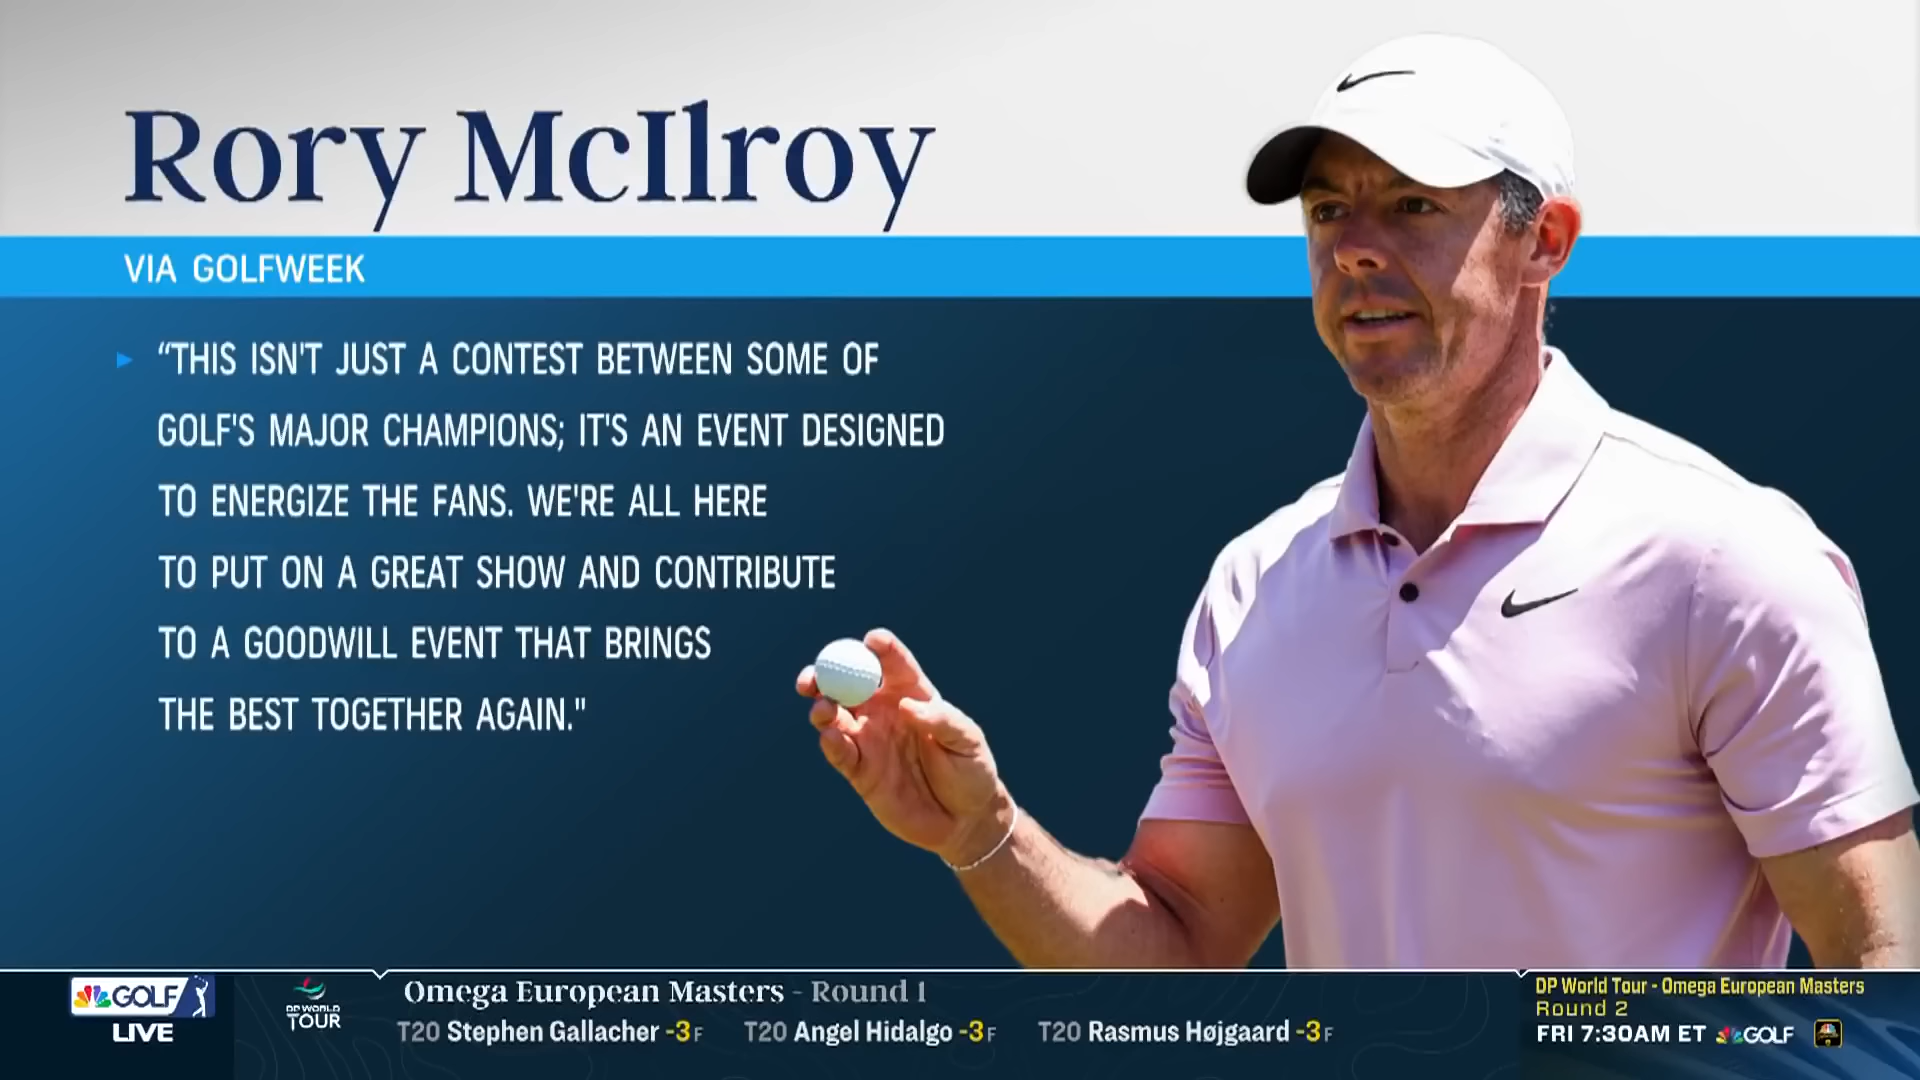 Rory McIlroy
VIA GOLFWEEK
“THIS ISN'T JUST A CONTEST BETWEEN SOME OF
GOLF'S MAJOR CHAMPIONS; IT'S AN EVENT DESIGNED
TO ENERGIZE THE FANS. WE'RE ALL HERE
TO PUT ON A GREAT SHOW AND CONTRIBUTE
TO A GOODWILL EVENT THAT BRINGS
THE BEST TOGETHER AGAIN."
GOLF
LIVE
DP WORLD
TOUR
Omega European Masters - Round 1
T20 Stephen Gallacher -3 F T20 Angel Hidalgo -3 F T20 Rasmus Højgaard -3 F
DP World Tour - Omega European Masters
Round 2
FRI 7:30AM ET GOLF